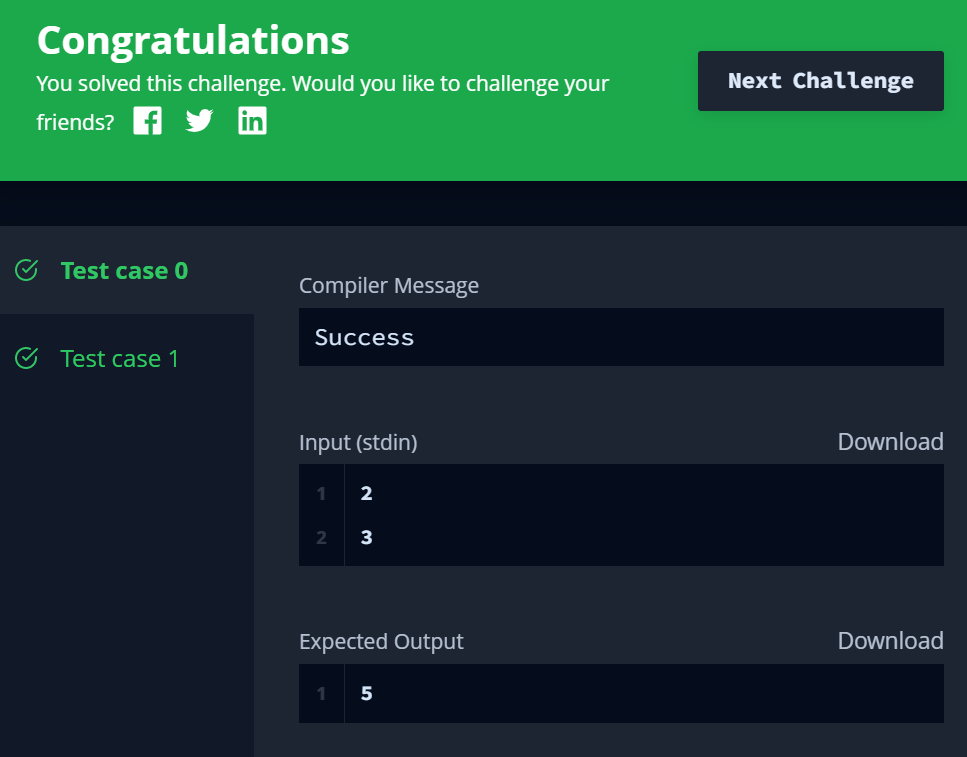 Congratulations
You solved this challenge. Would you like to challenge your
friends?
Next Challenge
Test case 0
Test case 1
Compiler Message
Success
Input (stdin)
Download
1 2
2 3
Expected Output
Download
1 5